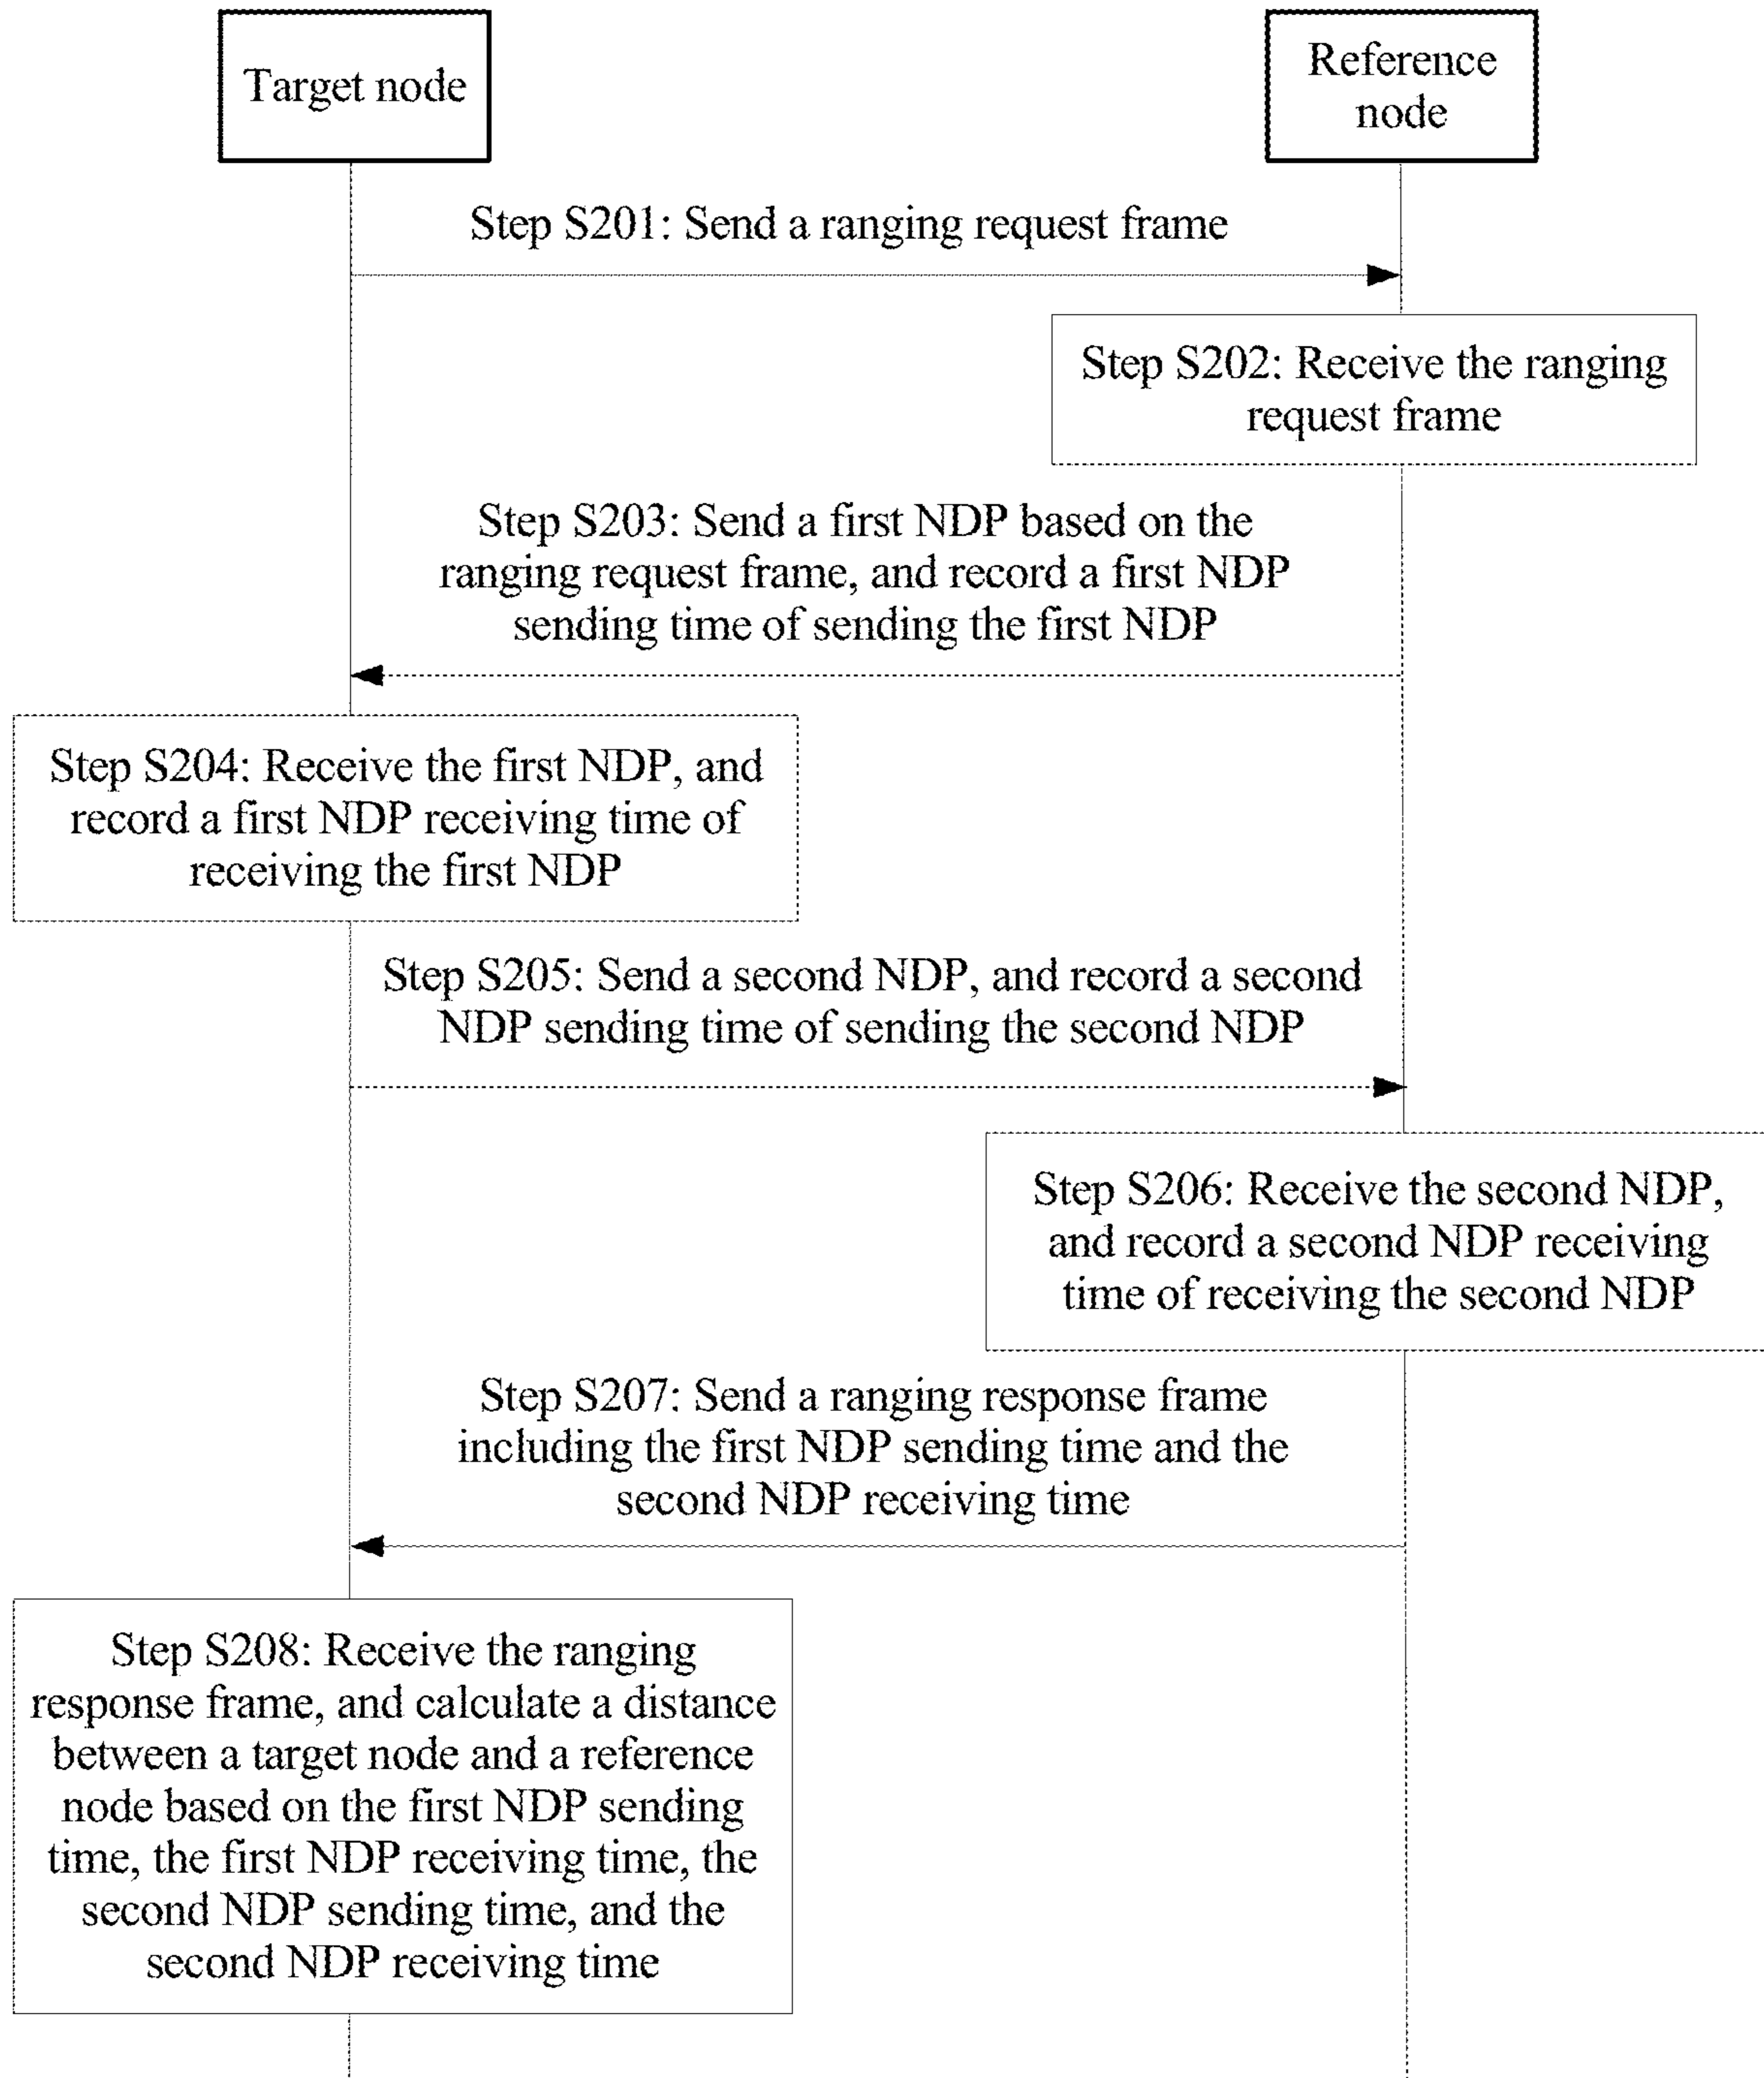 Target node
Reference
node
Step S201: Send a ranging request frame
Step S202: Receive the ranging
request frame
Step S203: Send a first NDP based on the
ranging request frame, and record a first NDP
sending time of sending the first NDP
Step S204: Receive the first NDP, and
record a first NDP receiving time of
receiving the first NDP
Step S205: Send a second NDP, and record a second
NDP sending time of sending the second NDP
Step S206: Receive the second NDP,
and record a second NDP receiving
time of receiving the second NDP
Step S207: Send a ranging response frame
including the first NDP sending time and the
second NDP receiving time
Step S208: Receive the ranging
response frame, and calculate a distance
between a target node and a reference
node based on the first NDP sending
time, the first NDP receiving time, the
second NDP sending time, and the
second NDP receiving time